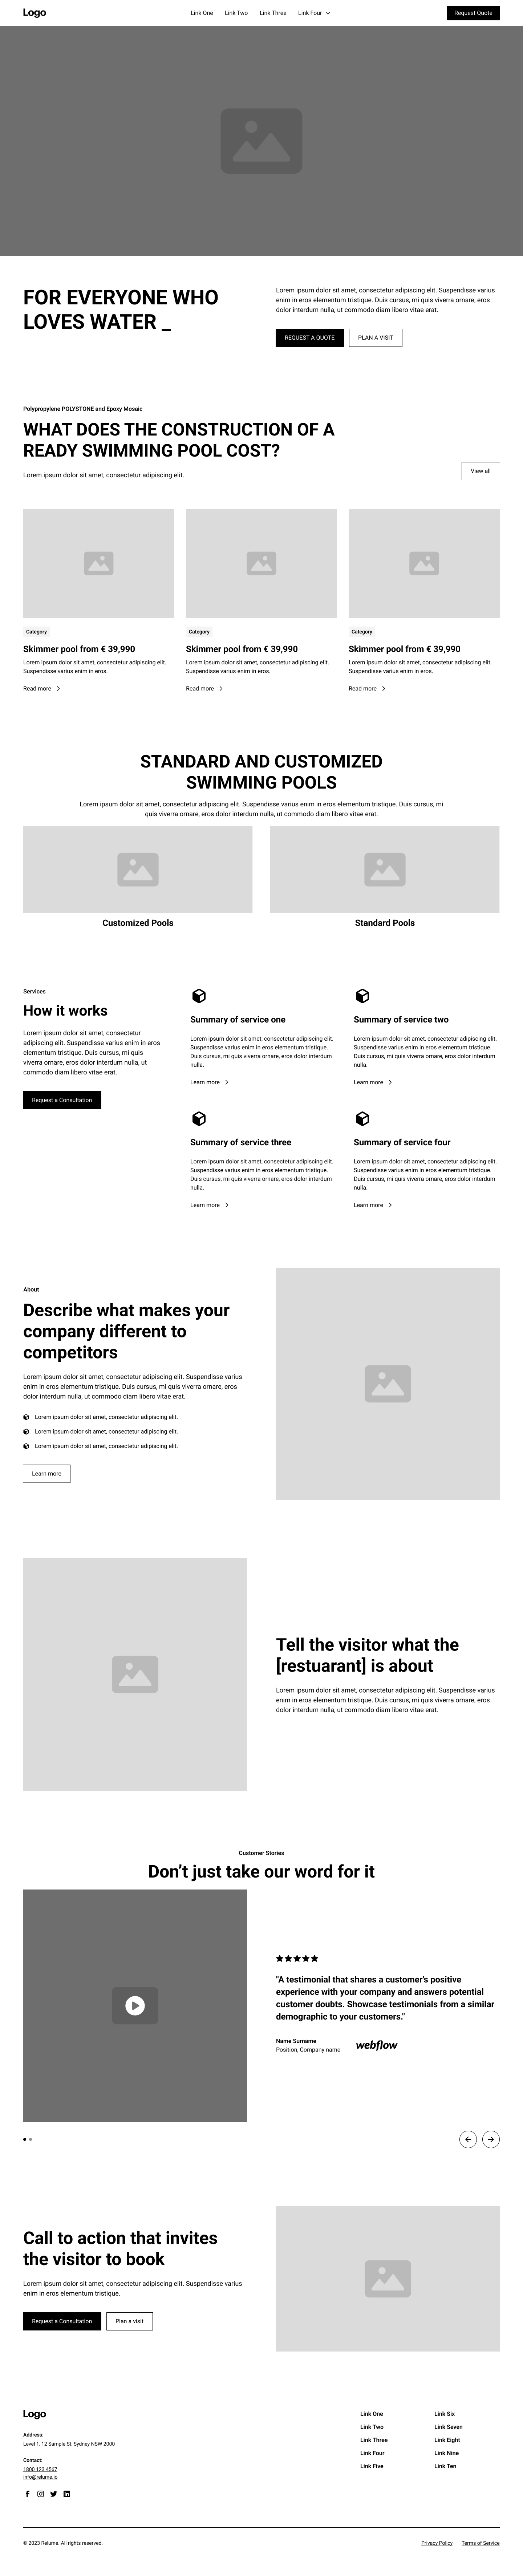 Logo
Link One
Link Two
Link Three
Link Four
Request Quote
FOR EVERYONE WHO
LOVES WATER _
Lorem ipsum dolor sit amet, consectetur adipiscing elit. Suspendisse varius
enim in eros elementum tristique. Duis cursus, mi quis viverra ornare, eros
dolor interdum nulla, ut commodo diam libero vitae erat.
REQUEST A QUOTE
PLAN A VISIT
Polypropylene POLYSTONE and Epoxy Mosaic
WHAT DOES THE CONSTRUCTION OF A
READY SWIMMING POOL COST?
Lorem ipsum dolor sit amet, consectetur adipiscing elit.
View all
Category
Skimmer pool from € 39,990
Lorem ipsum dolor sit amet, consectetur adipiscing elit.
Suspendisse varius enim in eros.
Read more
Category
Skimmer pool from € 39,990
Lorem ipsum dolor sit amet, consectetur adipiscing elit.
Suspendisse varius enim in eros.
Read more
Category
Skimmer pool from € 39,990
Lorem ipsum dolor sit amet, consectetur adipiscing elit.
Suspendisse varius enim in eros.
Read more
STANDARD AND CUSTOMIZED
SWIMMING POOLS
Lorem ipsum dolor sit amet, consectetur adipiscing elit. Suspendisse varius enim in eros elementum tristique. Duis cursus, mi
quis viverra ornare, eros dolor interdum nulla, ut commodo diam libero vitae erat.
Customized Pools
Standard Pools
Services
How it works
Lorem ipsum dolor sit amet, consectetur
adipiscing elit. Suspendisse varius enim in eros
elementum tristique. Duis cursus, mi quis
viverra ornare, eros dolor interdum nulla, ut
commodo diam libero vitae erat.
Request a Consultation
Summary of service one
Lorem ipsum dolor sit amet, consectetur adipiscing elit.
Suspendisse varius enim in eros elementum tristique.
Duis cursus, mi quis viverra ornare, eros dolor interdum
nulla.
Learn more
Summary of service two
Lorem ipsum dolor sit amet, consectetur adipiscing elit.
Suspendisse varius enim in eros elementum tristique.
Duis cursus, mi quis viverra ornare, eros dolor interdum
nulla.
Learn more
Summary of service three
Lorem ipsum dolor sit amet, consectetur adipiscing elit.
Suspendisse varius enim in eros elementum tristique.
Duis cursus, mi quis viverra ornare, eros dolor interdum
nulla.
Learn more
Summary of service four
Lorem ipsum dolor sit amet, consectetur adipiscing elit.
Suspendisse varius enim in eros elementum tristique.
Duis cursus, mi quis viverra ornare, eros dolor interdum
nulla.
Learn more
About
Describe what makes your
company different to
competitors
Lorem ipsum dolor sit amet, consectetur adipiscing elit. Suspendisse varius
enim in eros elementum tristique. Duis cursus, mi quis viverra ornare, eros
dolor interdum nulla, ut commodo diam libero vitae erat.
Lorem ipsum dolor sit amet, consectetur adipiscing elit.
Lorem ipsum dolor sit amet, consectetur adipiscing elit.
Lorem ipsum dolor sit amet, consectetur adipiscing elit.
Learn more
Tell the visitor what the
[restuarant] is about
Lorem ipsum dolor sit amet, consectetur adipiscing elit. Suspendisse varius
enim in eros elementum tristique. Duis cursus, mi quis viverra ornare, eros
dolor interdum nulla, ut commodo diam libero vitae erat.
Customer Stories
Don’t just take our word for it
"A testimonial that shares a customer's positive
experience with your company and answers potential
customer doubts. Showcase testimonials from a similar
demographic to your customers."
Name Surname
Position, Company name
webflow
Call to action that invites
the visitor to book
Lorem ipsum dolor sit amet, consectetur adipiscing elit. Suspendisse varius
enim in eros elementum tristique.
Request a Consultation
Plan a visit
Logo
Address:
Level 1, 12 Sample St, Sydney NSW 2000
Contact:
1800 123 4567
info@relume.io
Link One
Link Two
Link Three
Link Four
Link Five
Link Six
Link Seven
Link Eight
Link Nine
Link Ten
© 2023 Relume. All rights reserved.
Privacy Policy
Terms of Service